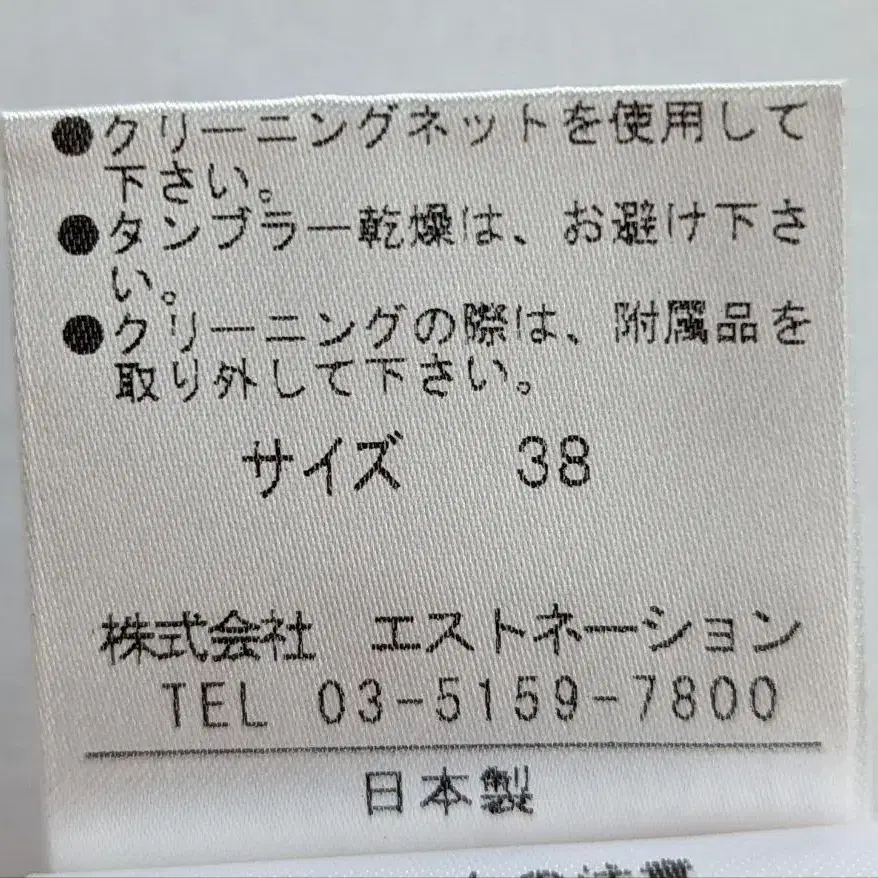 ●クリーニングネットを使用して
下さい。
●タンブラー乾燥は、お避け下さ
い。
●クリーニングの際は、附属品を
取り外して下さい。
サイズ 38
株式会社 エストネーション
TEL 03-5159-7800
日本製